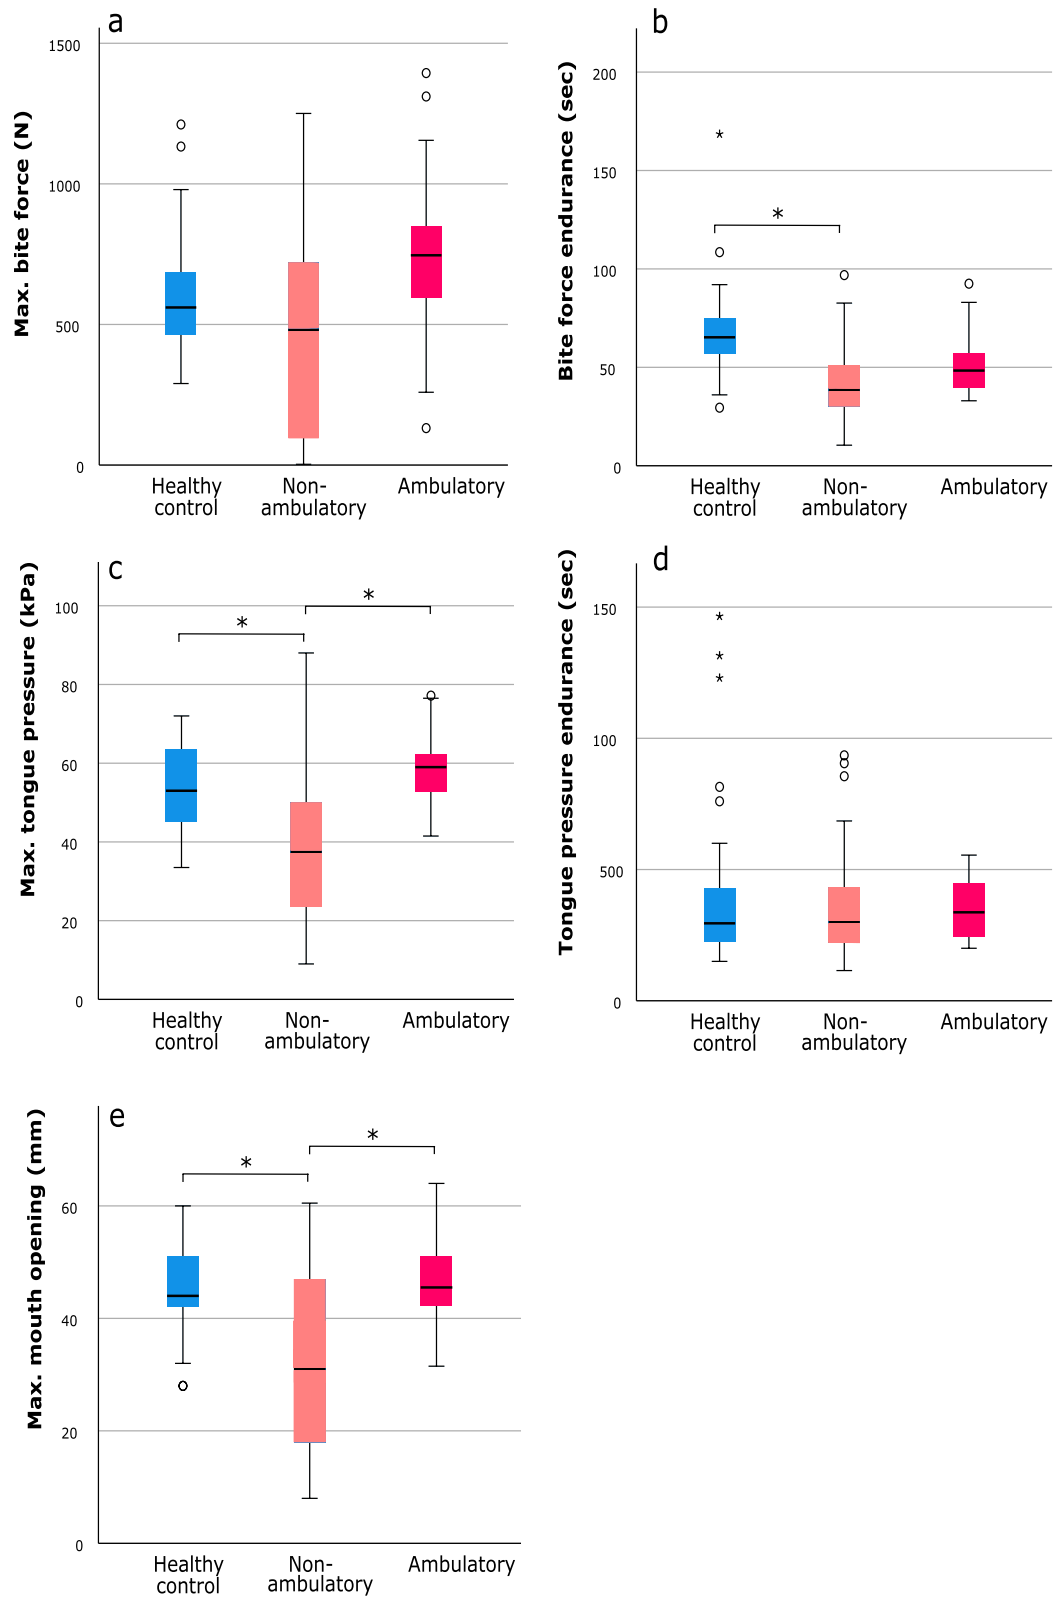 a
Max. bite force (N)
1500
1000
500
0
Healthy
control
Non-
ambulatory
Ambulatory
b
Bite force endurance (sec)
200
150
100
50
0
*
*
Healthy
control
Non-
ambulatory
Ambulatory
c
Max. tongue pressure (kPa)
100
80
60
40
20
0
*
*
Healthy
control
Non-
ambulatory
Ambulatory
d
Tongue pressure endurance (sec)
150
100
500
0
*
*
*
Healthy
control
Non-
ambulatory
Ambulatory
e
Max. mouth opening (mm)
60
40
20
0
*
*
Healthy
control
Non-
ambulatory
Ambulatory